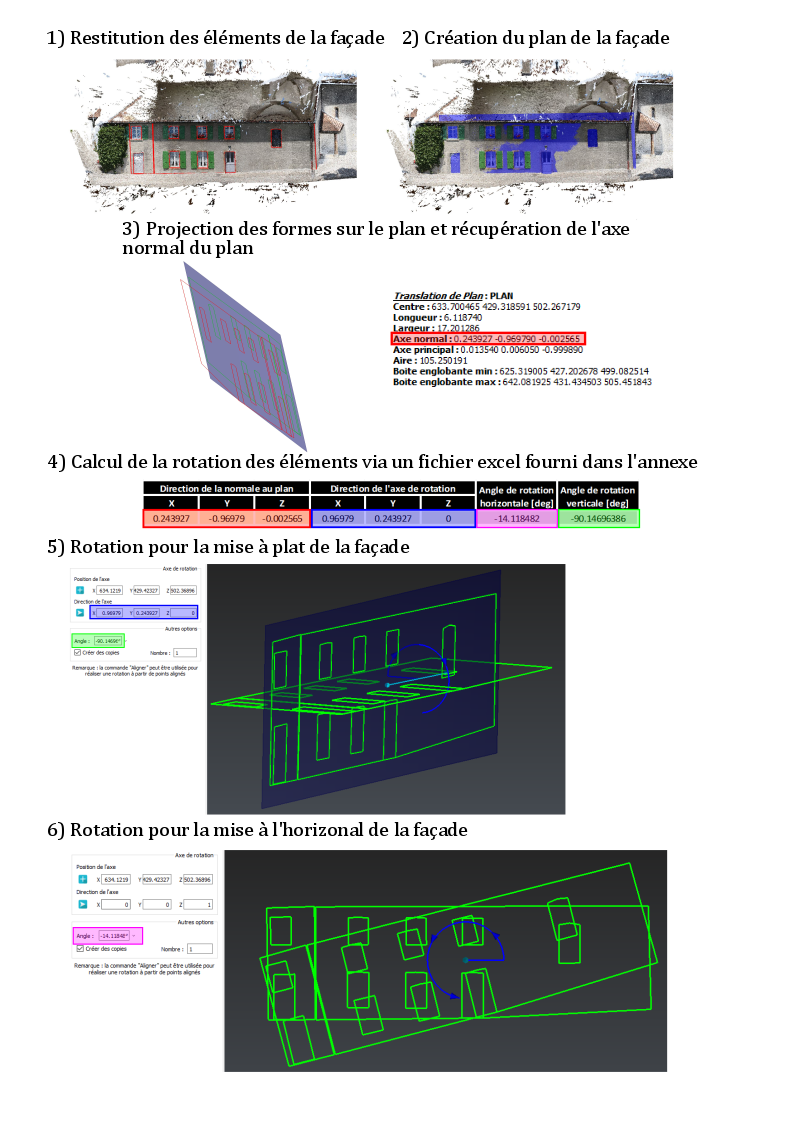 1) Restitution des éléments de la façade
2) Création du plan de la façade
3) Projection des formes sur le plan et récupération de l'axe
normal du plan
Translation de Plan : PLAN
Centre : 633.700465 429.318591 502.267179
Longueur : 6.118740
Largeur : 17.201286
Axe normal : 0.243927 -0.969790 -0.002565
Axe principal : 0.013540 0.006050 -0.999890
Aire : 105.250191
Boite englobante min : 625.319005 427.202678 499.082514
Boite englobante max : 642.081925 431.434503 505.451843
4) Calcul de la rotation des éléments via un fichier excel fourni dans l'annexe
Direction de la normale au plan Direction de l'axe de rotation Angle de rotation horizontale [deg] Angle de rotation verticale [deg]
X Y Z X Y Z
0.243927 -0.96979 -0.002565 0.96979 0.243927 0 -14.118482 -90.14696386
5) Rotation pour la mise à plat de la façade
Axe de rotation
Position de l'axe
X 634.1219 Y 429.42327 Z 502.36896
Direction de l'axe
X 0.96979 Y 0.243927 Z 0
Autres options
Angle : -90.14696°
Créer des copies Nombre : 1
Remarque : la commande "Aligner" peut être utilisée pour
réaliser une rotation à partir de points alignés
6) Rotation pour la mise à l'horizonal de la façade
Axe de rotation
Position de l'axe
X 634.1219 Y 429.42327 Z 502.36896
Direction de l'axe
X 0 Y 0 Z 1
Autres options
Angle : -14.11848°
Créer des copies Nombre : 1
Remarque : la commande "Aligner" peut être utilisée pour
réaliser une rotation à partir de points alignés